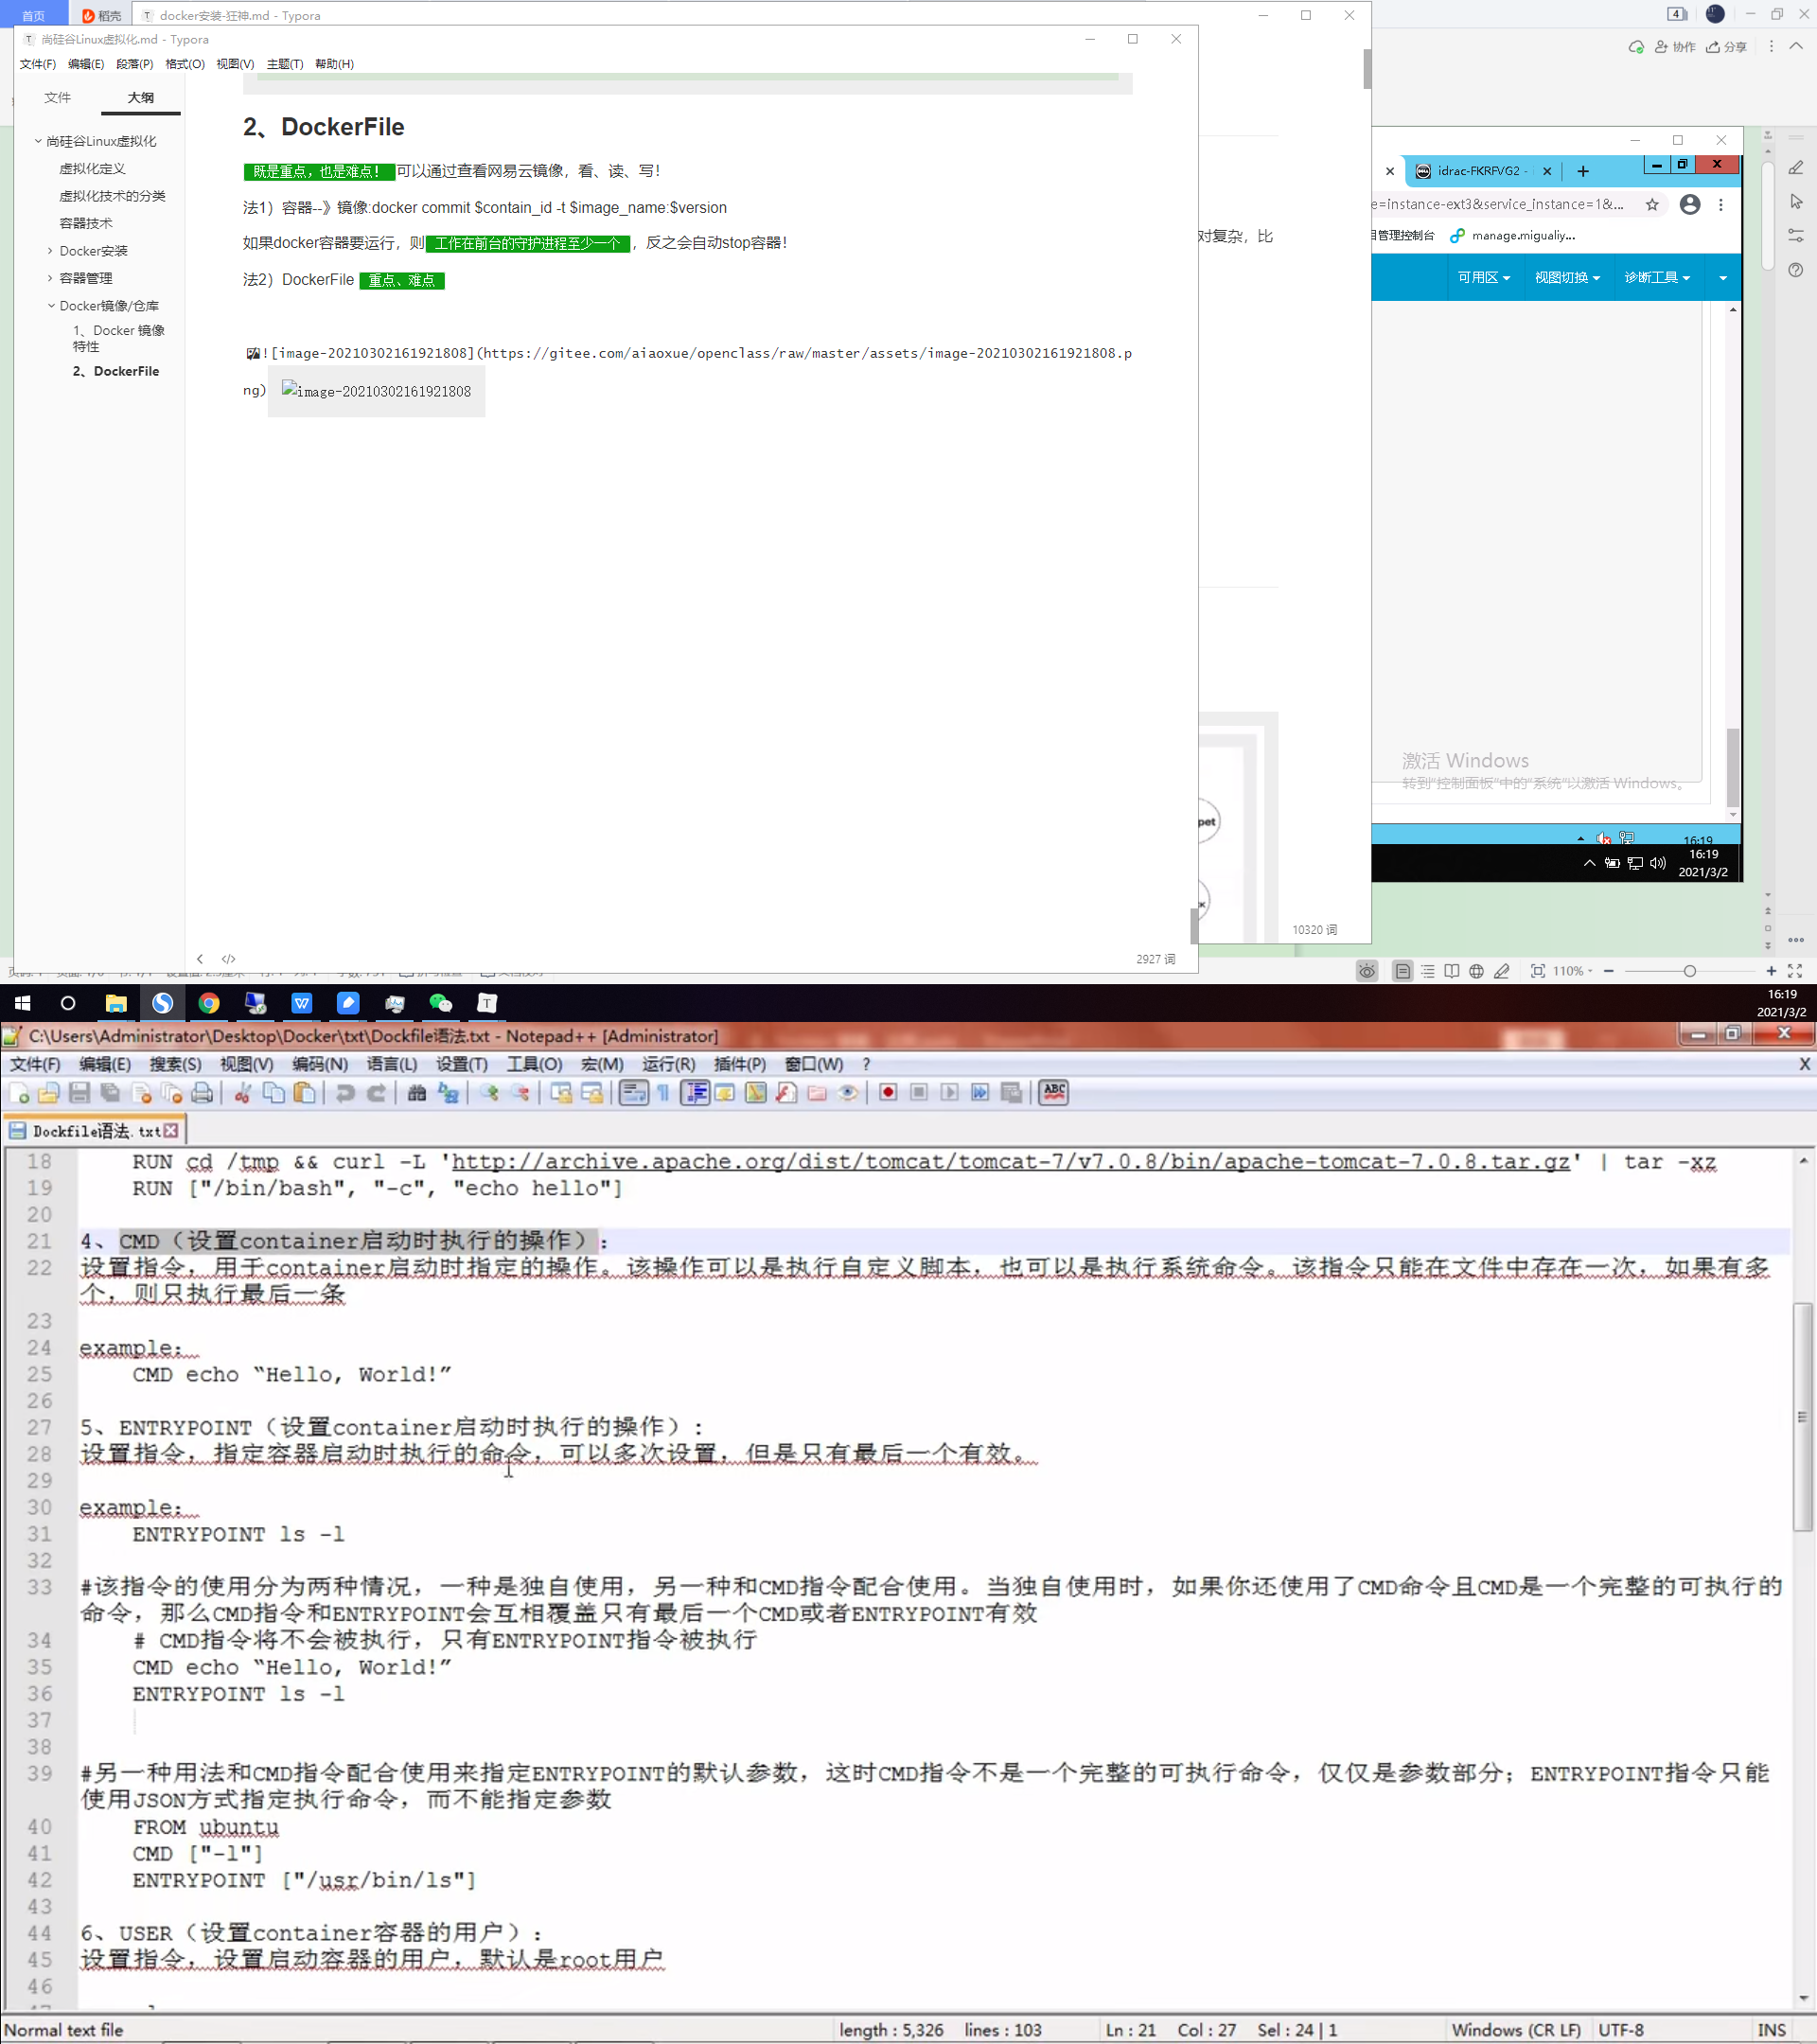 首页
稻壳
docker安装-狂神.md - Typora
4
尚硅谷Linux虚拟化.md - Typora
协作
分享
文件(F) 编辑(E) 段落(P) 格式(O) 视图(V) 主题(T) 帮助(H)
文件
大纲
尚硅谷Linux虚拟化
虚拟化定义
虚拟化技术的分类
容器技术
Docker安装
容器管理
Docker镜像/仓库
1、Docker 镜像
特性
2、DockerFile
2、DockerFile
既是重点，也是难点！可以通过查看网易云镜像，看、读、写！
法1）容器--》镜像:docker commit $contain_id -t $image_name:$version
如果docker容器要运行，则 工作在前台的守护进程至少一个 ，反之会自动stop容器！
法2）DockerFile 重点、难点
![image-20210302161921808](https://gitee.com/aiaoxue/openclass/raw/master/assets/image-20210302161921808.p
ng) image-20210302161921808
2927 词
对复杂，比
pet
10320 词
idrac-FKRFVG2 -
e=instance-ext3&service_instance=1&...
目管理控制台
manage.migualiy...
可用区
视图切换
诊断工具
激活 Windows
转到"控制面板"中的"系统"以激活 Windows。
16:19
16:19
2021/3/2
110%
16:19
2021/3/2
C:\Users\Administrator\Desktop\Docker\txt\Dockfile语法.txt - Notepad++ [Administrator]
文件(F) 编辑(E) 搜索(S) 视图(V) 编码(N) 语言(L) 设置(T) 工具(O) 宏(M) 运行(R) 插件(P) 窗口(W) ? X
ABC
Dockfile语法.txt
18 RUN cd /tmp && curl -L 'http://archive.apache.org/dist/tomcat/tomcat-7/v7.0.8/bin/apache-tomcat-7.0.8.tar.gz' | tar -xz
19 RUN ["/bin/bash", "-c", "echo hello"]
20
21 4、CMD（设置container启动时执行的操作）：
22 设置指令，用于container启动时指定的操作。该操作可以是执行自定义脚本，也可以是执行系统命令。该指令只能在文件中存在一次，如果有多
个，则只执行最后一条
23
24 example:
25 CMD echo “Hello, World!”
26
27 5、ENTRYPOINT（设置container启动时执行的操作）：
28 设置指令，指定容器启动时执行的命令，可以多次设置，但是只有最后一个有效。
29
30 example:
31 ENTRYPOINT ls -l
32
33 #该指令的使用分为两种情况，一种是独自使用，另一种和CMD指令配合使用。当独自使用时，如果你还使用了CMD命令且CMD是一个完整的可执行的
命令，那么CMD指令和ENTRYPOINT会互相覆盖只有最后一个CMD或者ENTRYPOINT有效
34 # CMD指令将不会被执行，只有ENTRYPOINT指令被执行
35 CMD echo “Hello, World!”
36 ENTRYPOINT ls -l
37
38
39 #另一种用法和CMD指令配合使用来指定ENTRYPOINT的默认参数，这时CMD指令不是一个完整的可执行命令，仅仅是参数部分；ENTRYPOINT指令只能
使用JSON方式指定执行命令，而不能指定参数
40 FROM ubuntu
41 CMD ["-l"]
42 ENTRYPOINT ["/usr/bin/ls"]
43
44 6、USER（设置container容器的用户）：
45 设置指令，设置启动容器的用户，默认是root用户
46
Normal text file
length : 5,326 lines : 103
Ln : 21 Col : 27 Sel : 24 | 1
Windows (CR LF)
UTF-8
INS